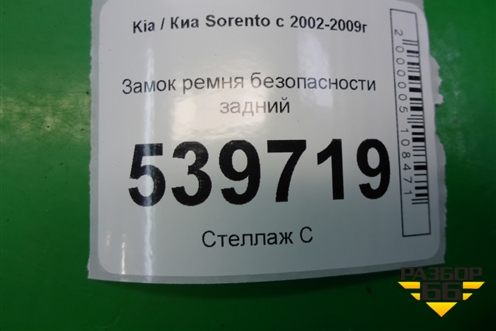 Kia / Киа Sorento с 2002-2009г
Замок ремня безопасности
задний
539719
Стеллаж С
2000005108471
РАЗБОР
66